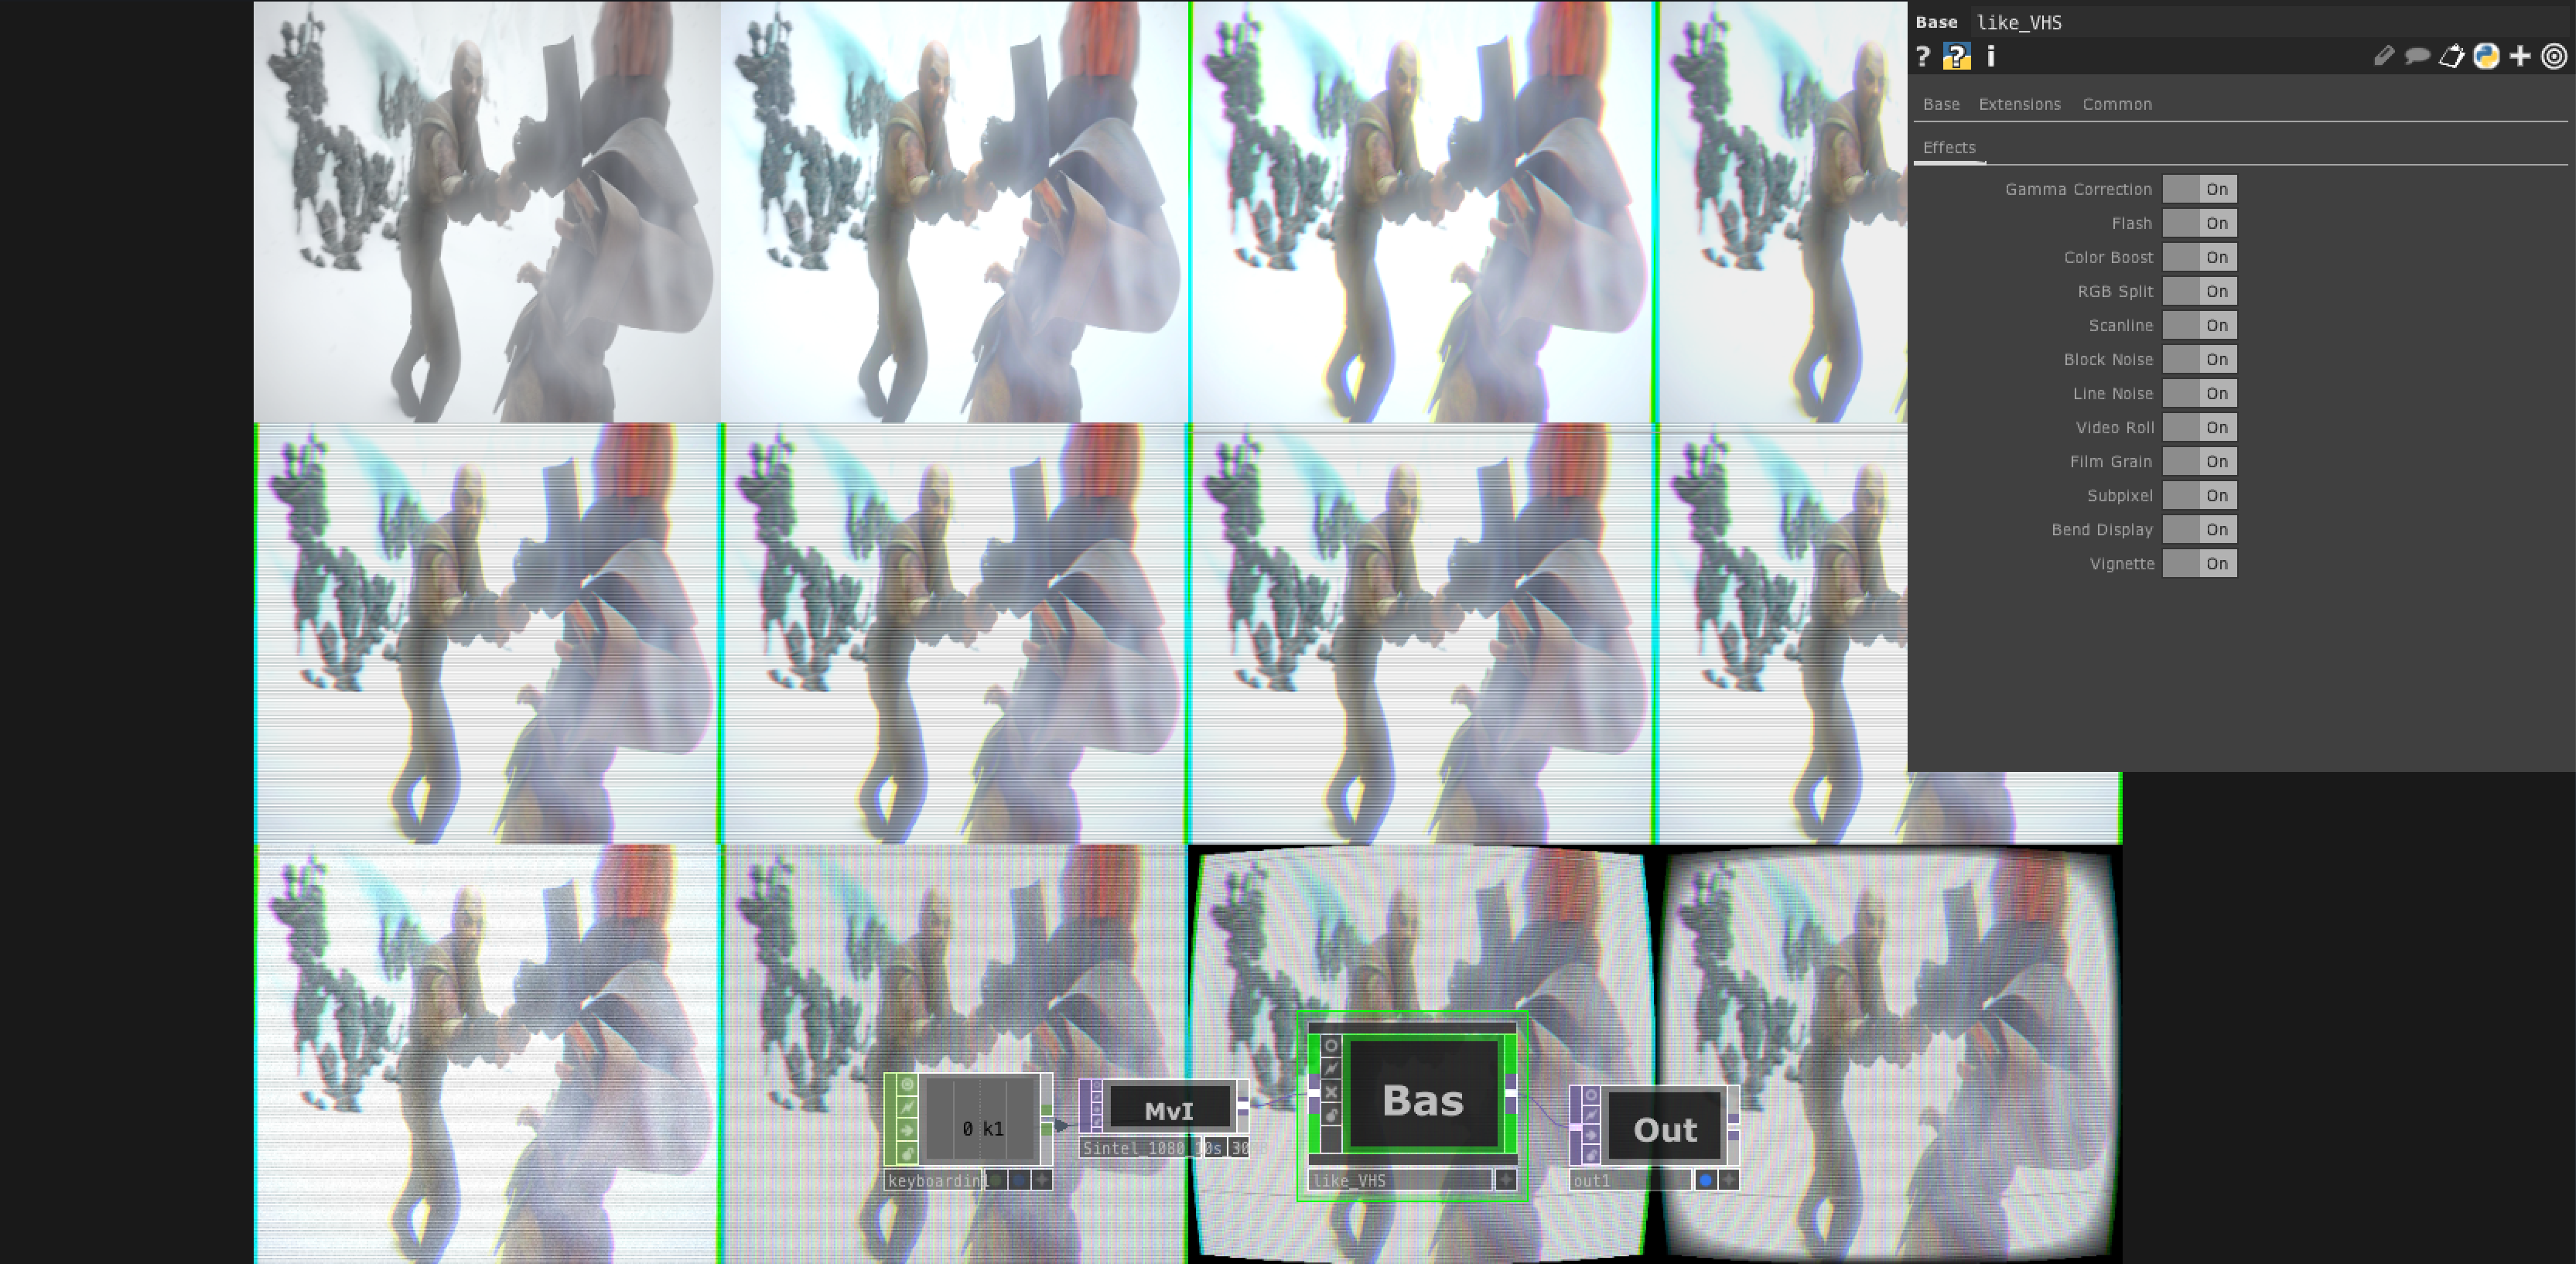 Base like_VHS
? ? i
Base Extensions Common
Effects
Gamma Correction On
Flash On
Color Boost On
RGB Split On
Scanline On
Block Noise On
Line Noise On
Video Roll On
Film Grain On
Subpixel On
Bend Display On
Vignette On
0 k1
keyboardin1
MvI
Sintel_1080_10s_30
Bas
like_VHS
Out
out1